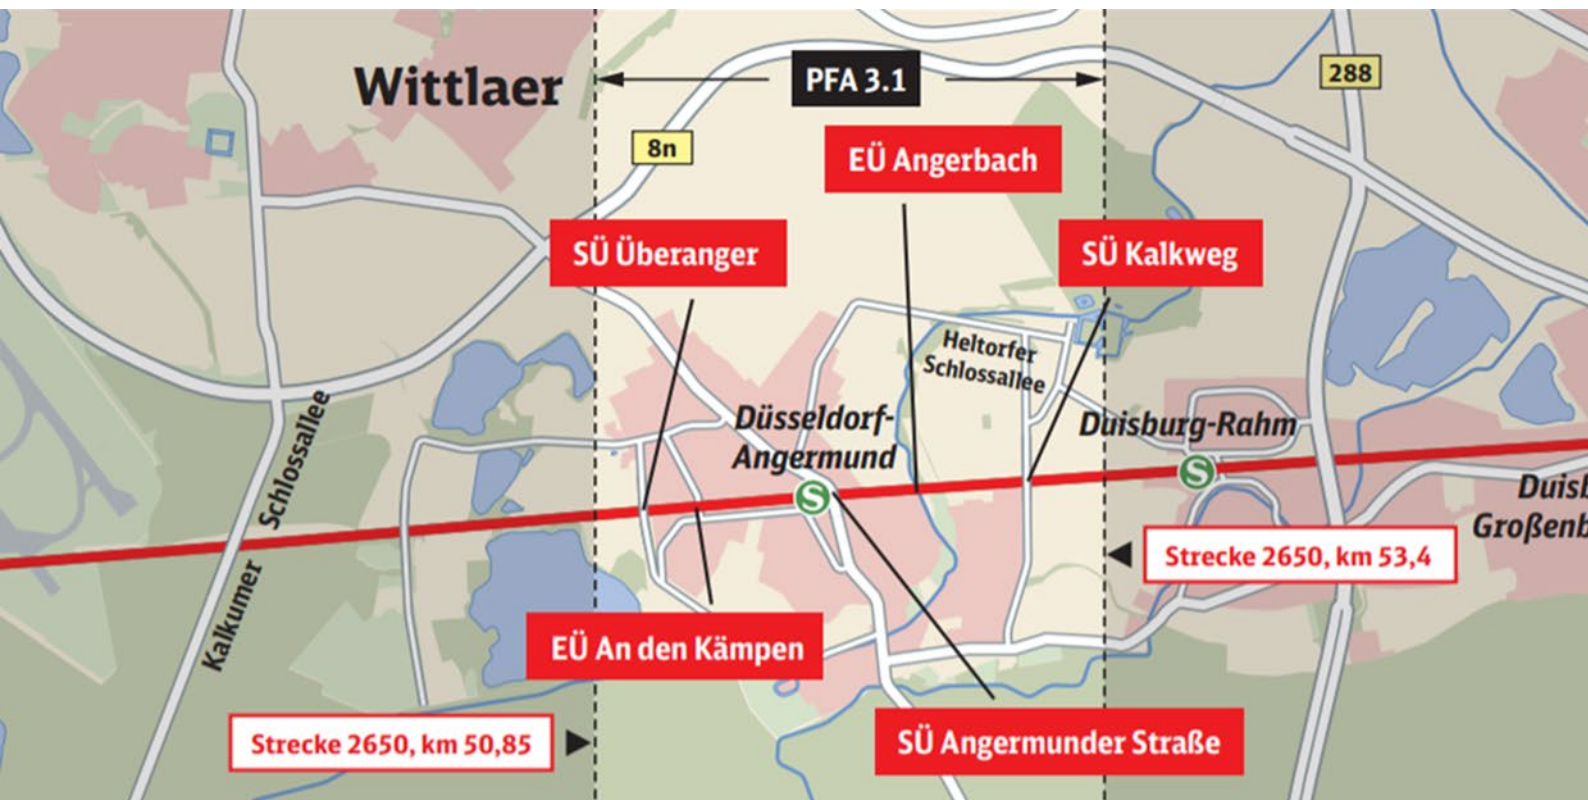 Wittlaer
PFA 3.1
288
8n
EÜ Angerbach
SÜ Überanger
SÜ Kalkweg
Heltorfer
Schlossallee
Düsseldorf-
Angermund
S
Duisburg-Rahm
S
Kalkumer Schlossallee
Strecke 2650, km 53,4
EÜ An den Kämpen
Strecke 2650, km 50,85
SÜ Angermunder Straße